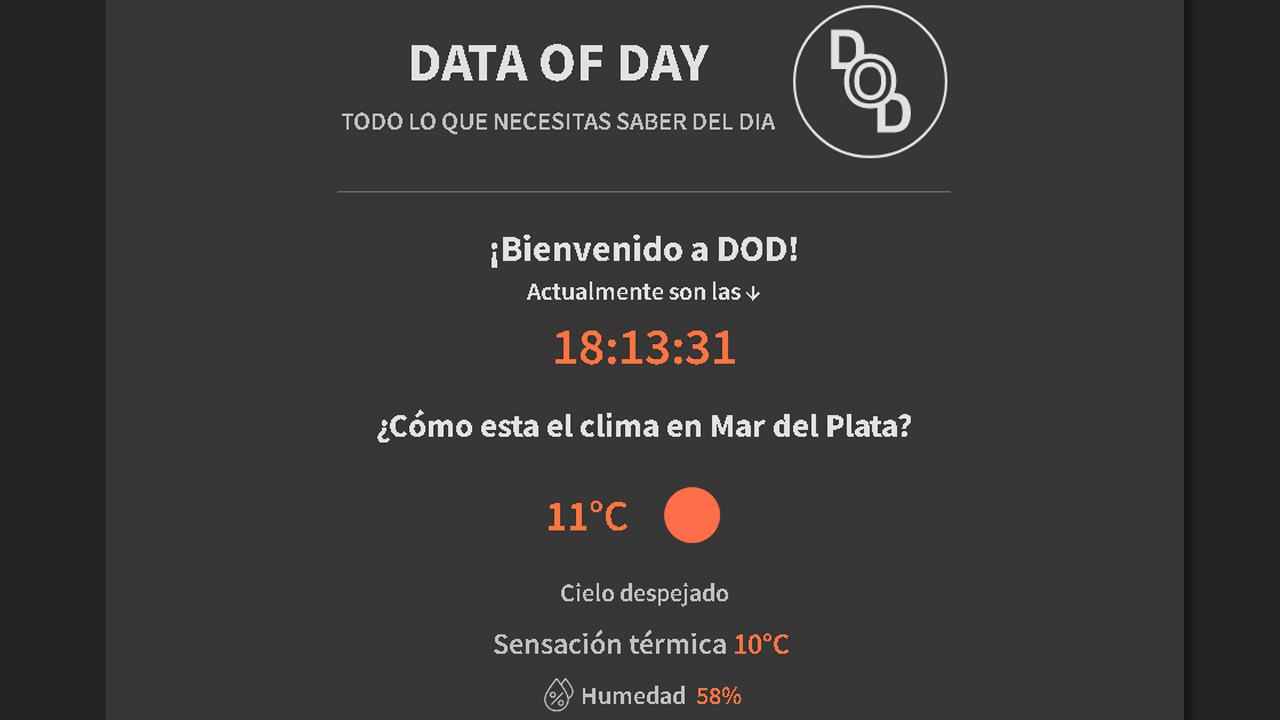 DATA OF DAY
DOD
TODO LO QUE NECESITAS SABER DEL DIA
¡Bienvenido a DOD!
Actualmente son las ↓
18:13:31
¿Cómo esta el clima en Mar del Plata?
11°C
Cielo despejado
Sensación térmica 10°C
Humedad 58%